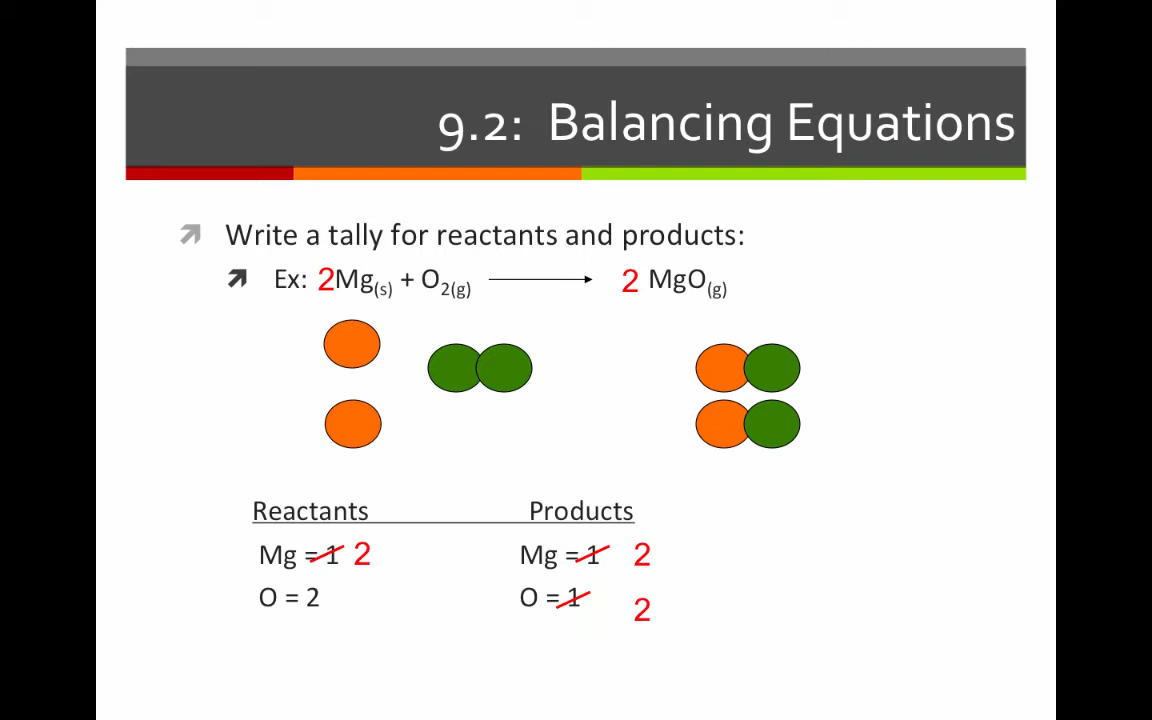 9.2: Balancing Equations
Write a tally for reactants and products:
Ex: 2Mg(s) + O2(g) 2 MgO(g)
Reactants Products
Mg = 1 2 Mg = 1 2
O = 2 O = 1 2